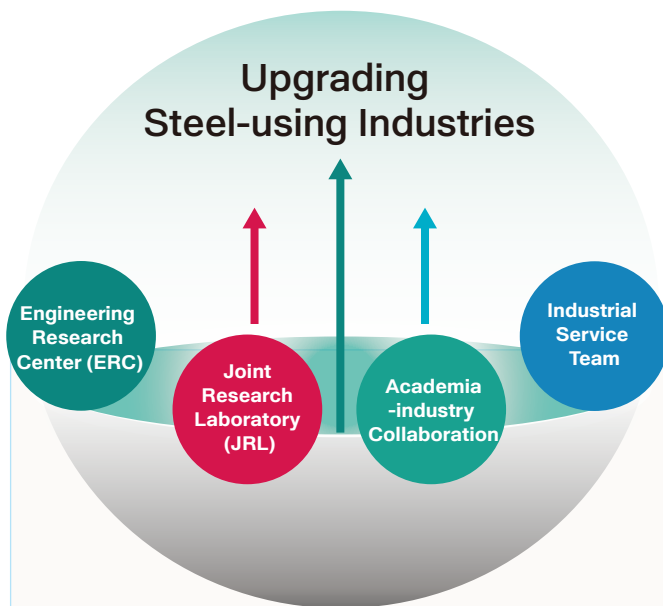 Upgrading
Steel-using Industries
Engineering
Research
Center (ERC)
Joint
Research
Laboratory
(JRL)
Academia
-industry
Collaboration
Industrial
Service
Team